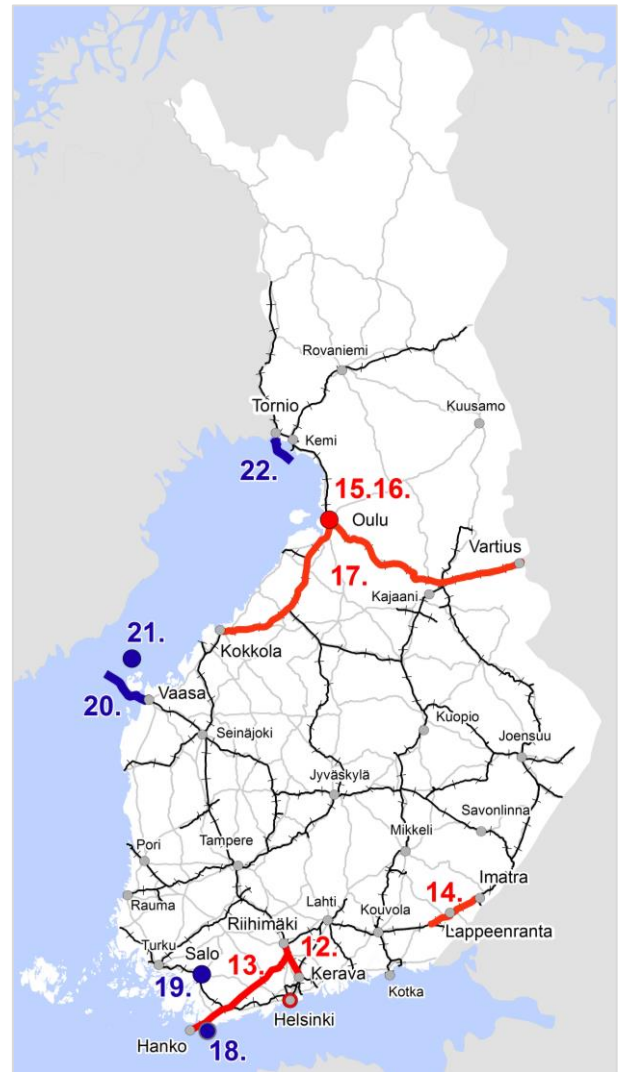 Rovaniemi
Tornio
Kuusamo
Kemi
22.
15.16.
Oulu
Vartius
17.
Kajaani
Kokkola
21.
20.
Vaasa
Seinäjoki
Kuopio
Joensuu
Jyväskylä
Savonlinna
Mikkeli
Pori
Tampere
Imatra
Rauma
14.
Lahti
Kouvola
Lappeenranta
Riihimäki
Turku
Salo
13.
12.
Kerava
19.
Kotka
Helsinki
Hanko
18.